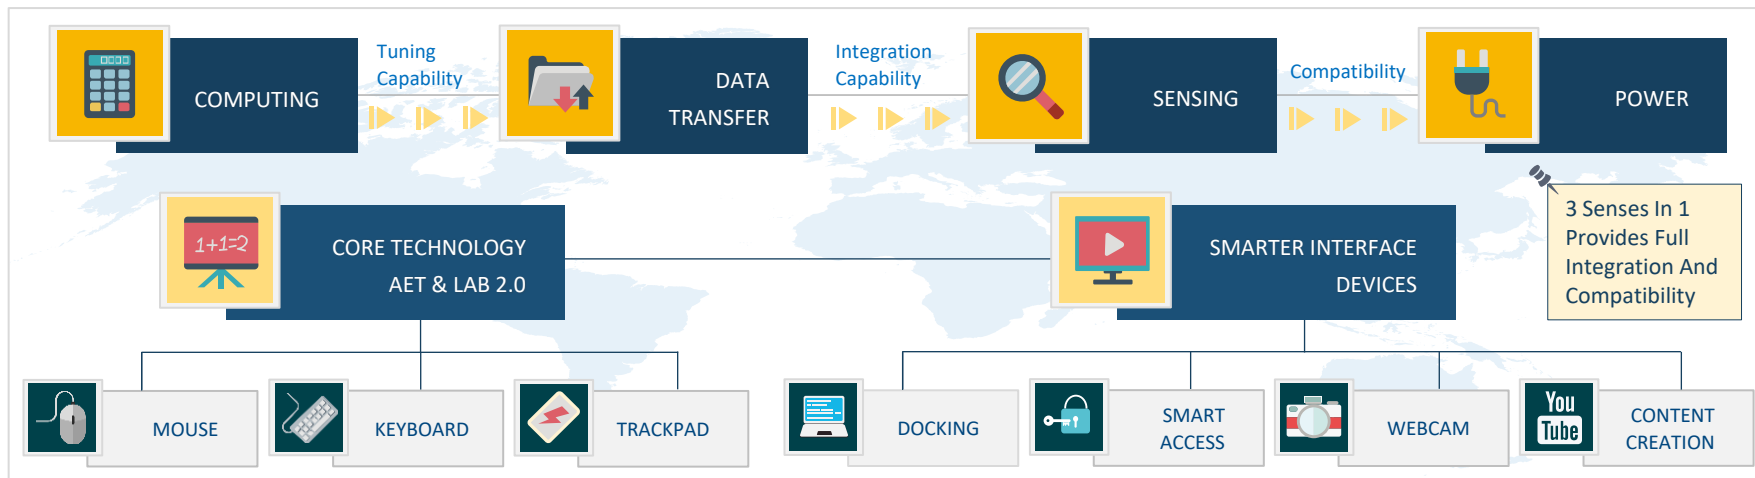 COMPUTING
Tuning
Capability
DATA
TRANSFER
Integration
Capability
SENSING
Compatibility
POWER
1+1=2
CORE TECHNOLOGY
AET & LAB 2.0
SMARTER INTERFACE
DEVICES
3 Senses In 1
Provides Full
Integration And
Compatibility
MOUSE
KEYBOARD
TRACKPAD
DOCKING
SMART
ACCESS
WEBCAM
You
Tube
CONTENT
CREATION